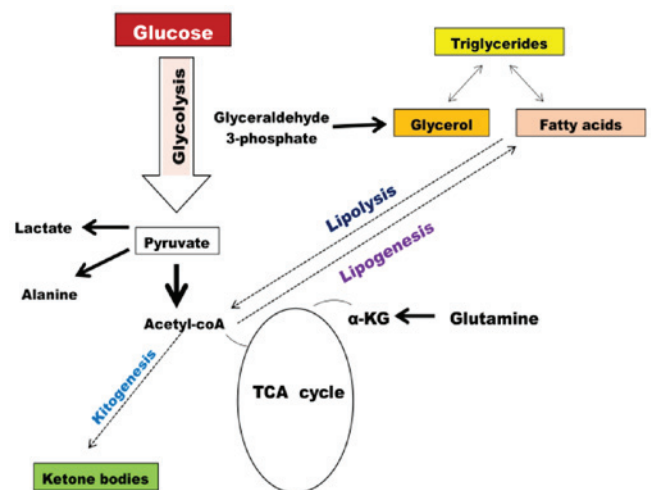 Glucose
Triglycerides
Glycolysis
Glyceraldehyde
3-phosphate
Glycerol
Fatty acids
Lipolysis
Lipogenesis
Lactate
Pyruvate
Alanine
Acetyl-coA
α-KG
Glutamine
Kitogenesis
TCA cycle
Ketone bodies